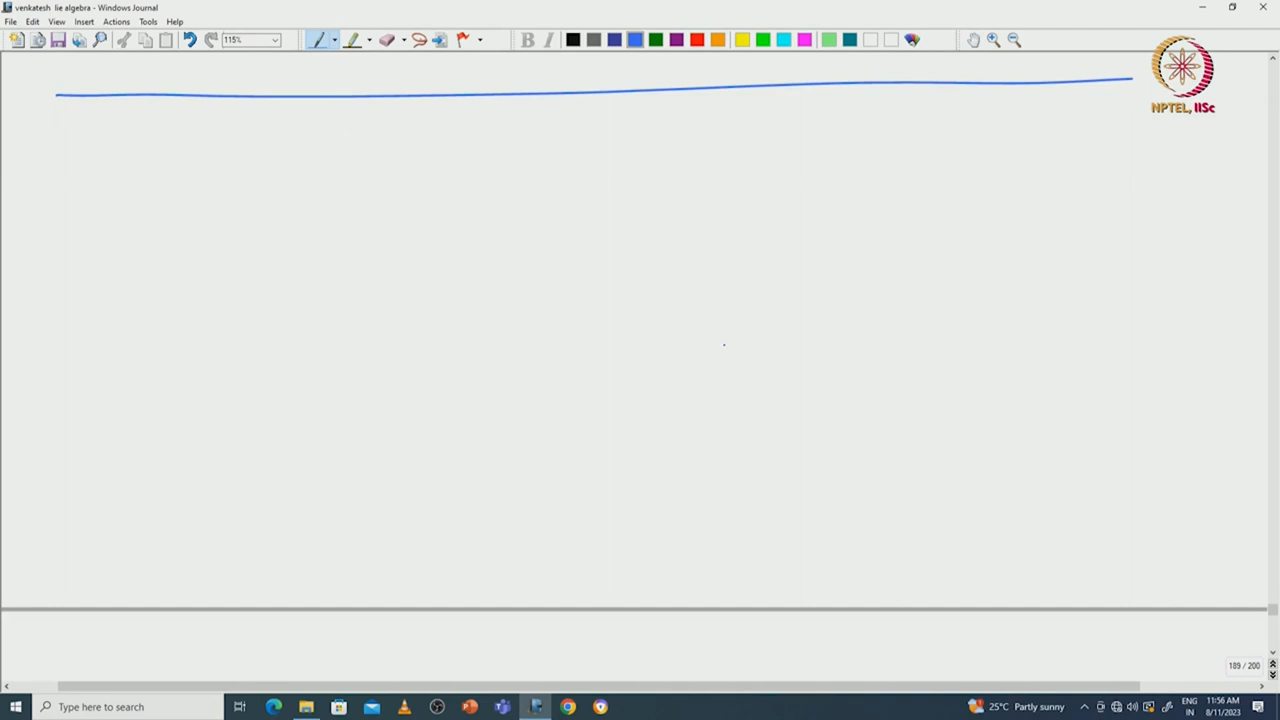 venkatesh lie algebra - Windows Journal
File Edit View Insert Actions Tools Help
115%
B I
NPTEL, IISc
189 / 200
Type here to search
25°C Partly sunny
ENG
IN
11:56 AM
8/11/2023